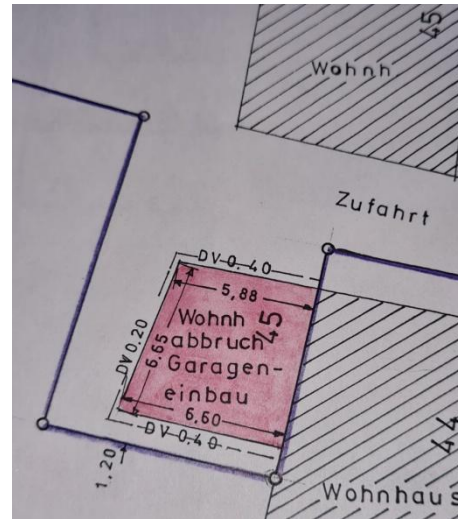 45
Wohnh.
Zufahrt
DV 0.40
5,88
Wohnh
45
abbruch
Garagen-
einbau
6.65
DV 0.20
6.60
DV 0.40
1,20
44
Wohnhaus